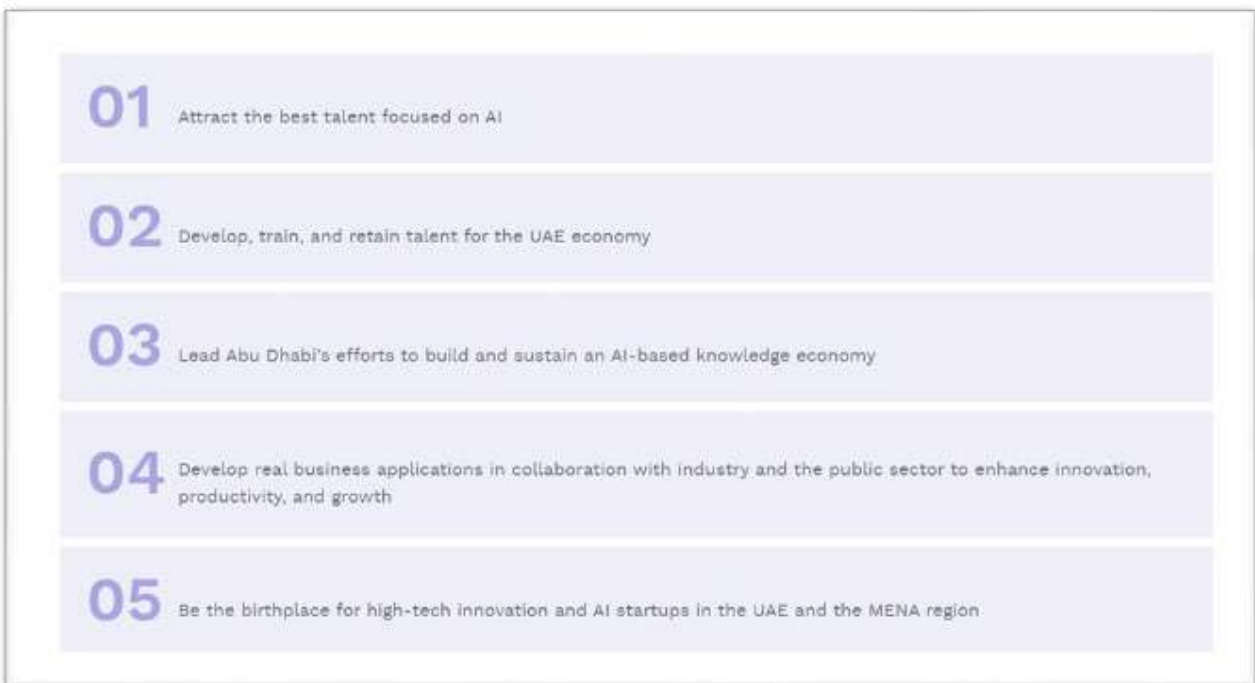 01
Attract the best talent focused on AI
02
Develop, train, and retain talent for the UAE economy
03
Lead Abu Dhabi's efforts to build and sustain an AI-based knowledge economy
04
Develop real business applications in collaboration with industry and the public sector to enhance innovation,
productivity, and growth
05
Be the birthplace for high-tech innovation and AI startups in the UAE and the MENA region